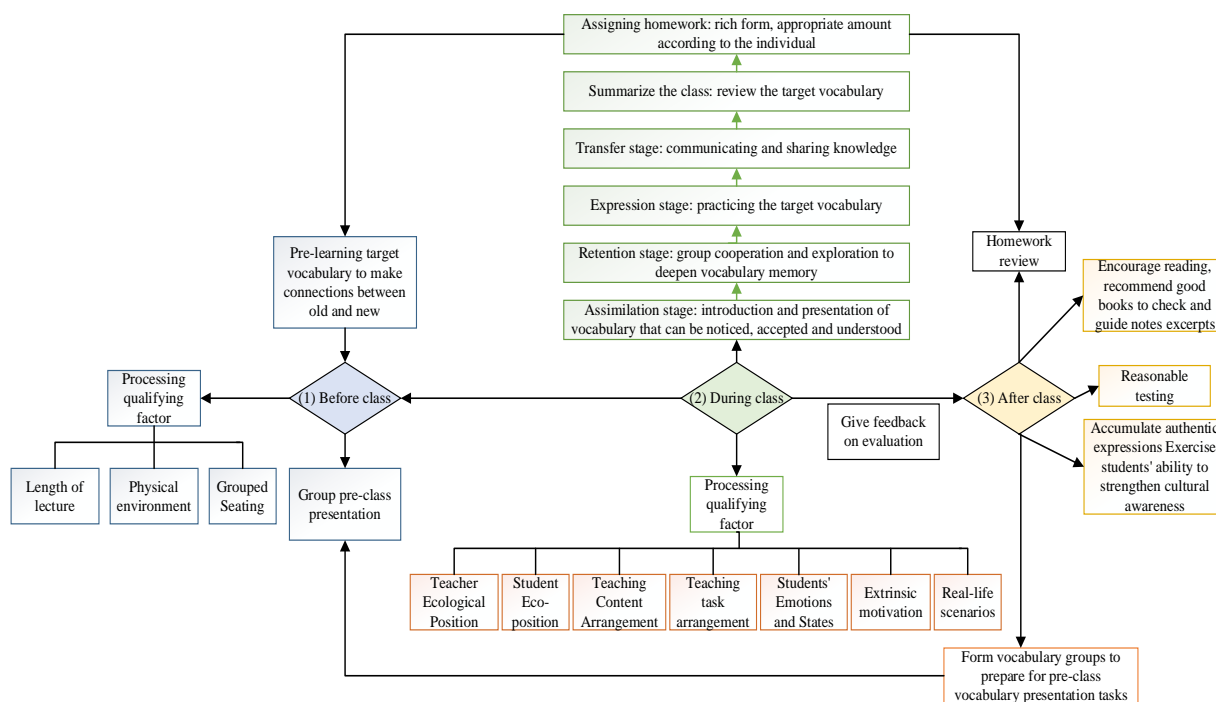 Assigning homework: rich form, appropriate amount
according to the individual
Summarize the class: review the target vocabulary
Transfer stage: communicating and sharing knowledge
Expression stage: practicing the target vocabulary
Retention stage: group cooperation and exploration to
deepen vocabulary memory
Assimilation stage: introduction and presentation of
vocabulary that can be noticed, accepted and understood
Pre-learning target
vocabulary to make
connections between
old and new
Homework
review
Encourage reading,
recommend good
books to check and
guide notes excerpts
Processing
qualifying
factor
(1) Before class
(2) During class
(3) After class
Give feedback
on evaluation
Reasonable
testing
Accumulate authentic
expressions Exercise
students' ability to
strengthen cultural
awareness
Length of
lecture
Physical
environment
Grouped
Seating
Group pre-class
presentation
Processing
qualifying
factor
Teacher
Ecological
Position
Student
Eco-
position
Teaching
Content
Arrangement
Teaching
task
arrangement
Students'
Emotions
and States
Extrinsic
motivation
Real-life
scenarios
Form vocabulary groups to
prepare for pre-class
vocabulary presentation tasks